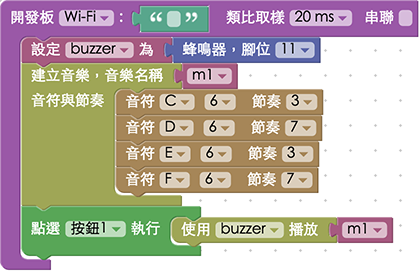 開發板 Wi-Fi : “ ” 類比取樣 20 ms 串聯
設定 buzzer 為 蜂鳴器，腳位 11
建立音樂，音樂名稱 m1
音符與節奏 音符 C 6 節奏 3
音符 D 6 節奏 7
音符 E 6 節奏 3
音符 F 6 節奏 7
點選 按鈕1 執行 使用 buzzer 播放 m1